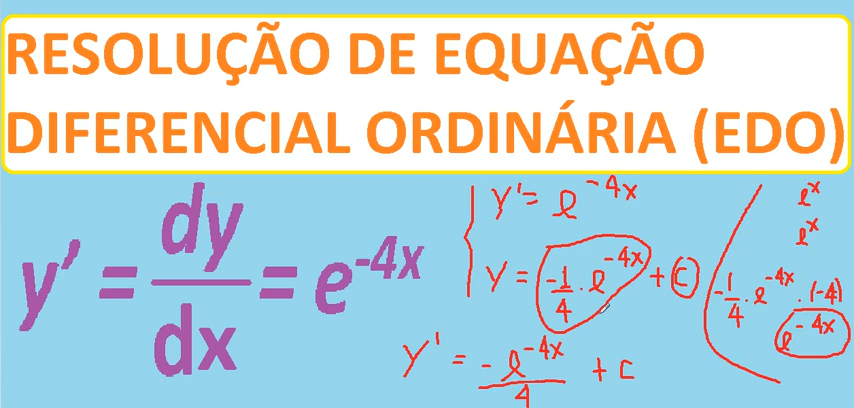 RESOLUÇÃO DE EQUAÇÃO
DIFERENCIAL ORDINÁRIA (EDO)
y' = dy/dx = e^-4x
y' = e^-4x
y = -1/4 . e^-4x + C
y' = -e^-4x/4 + C
e^x
e^x
-1/4 . e^-4x . (-4)
e^-4x